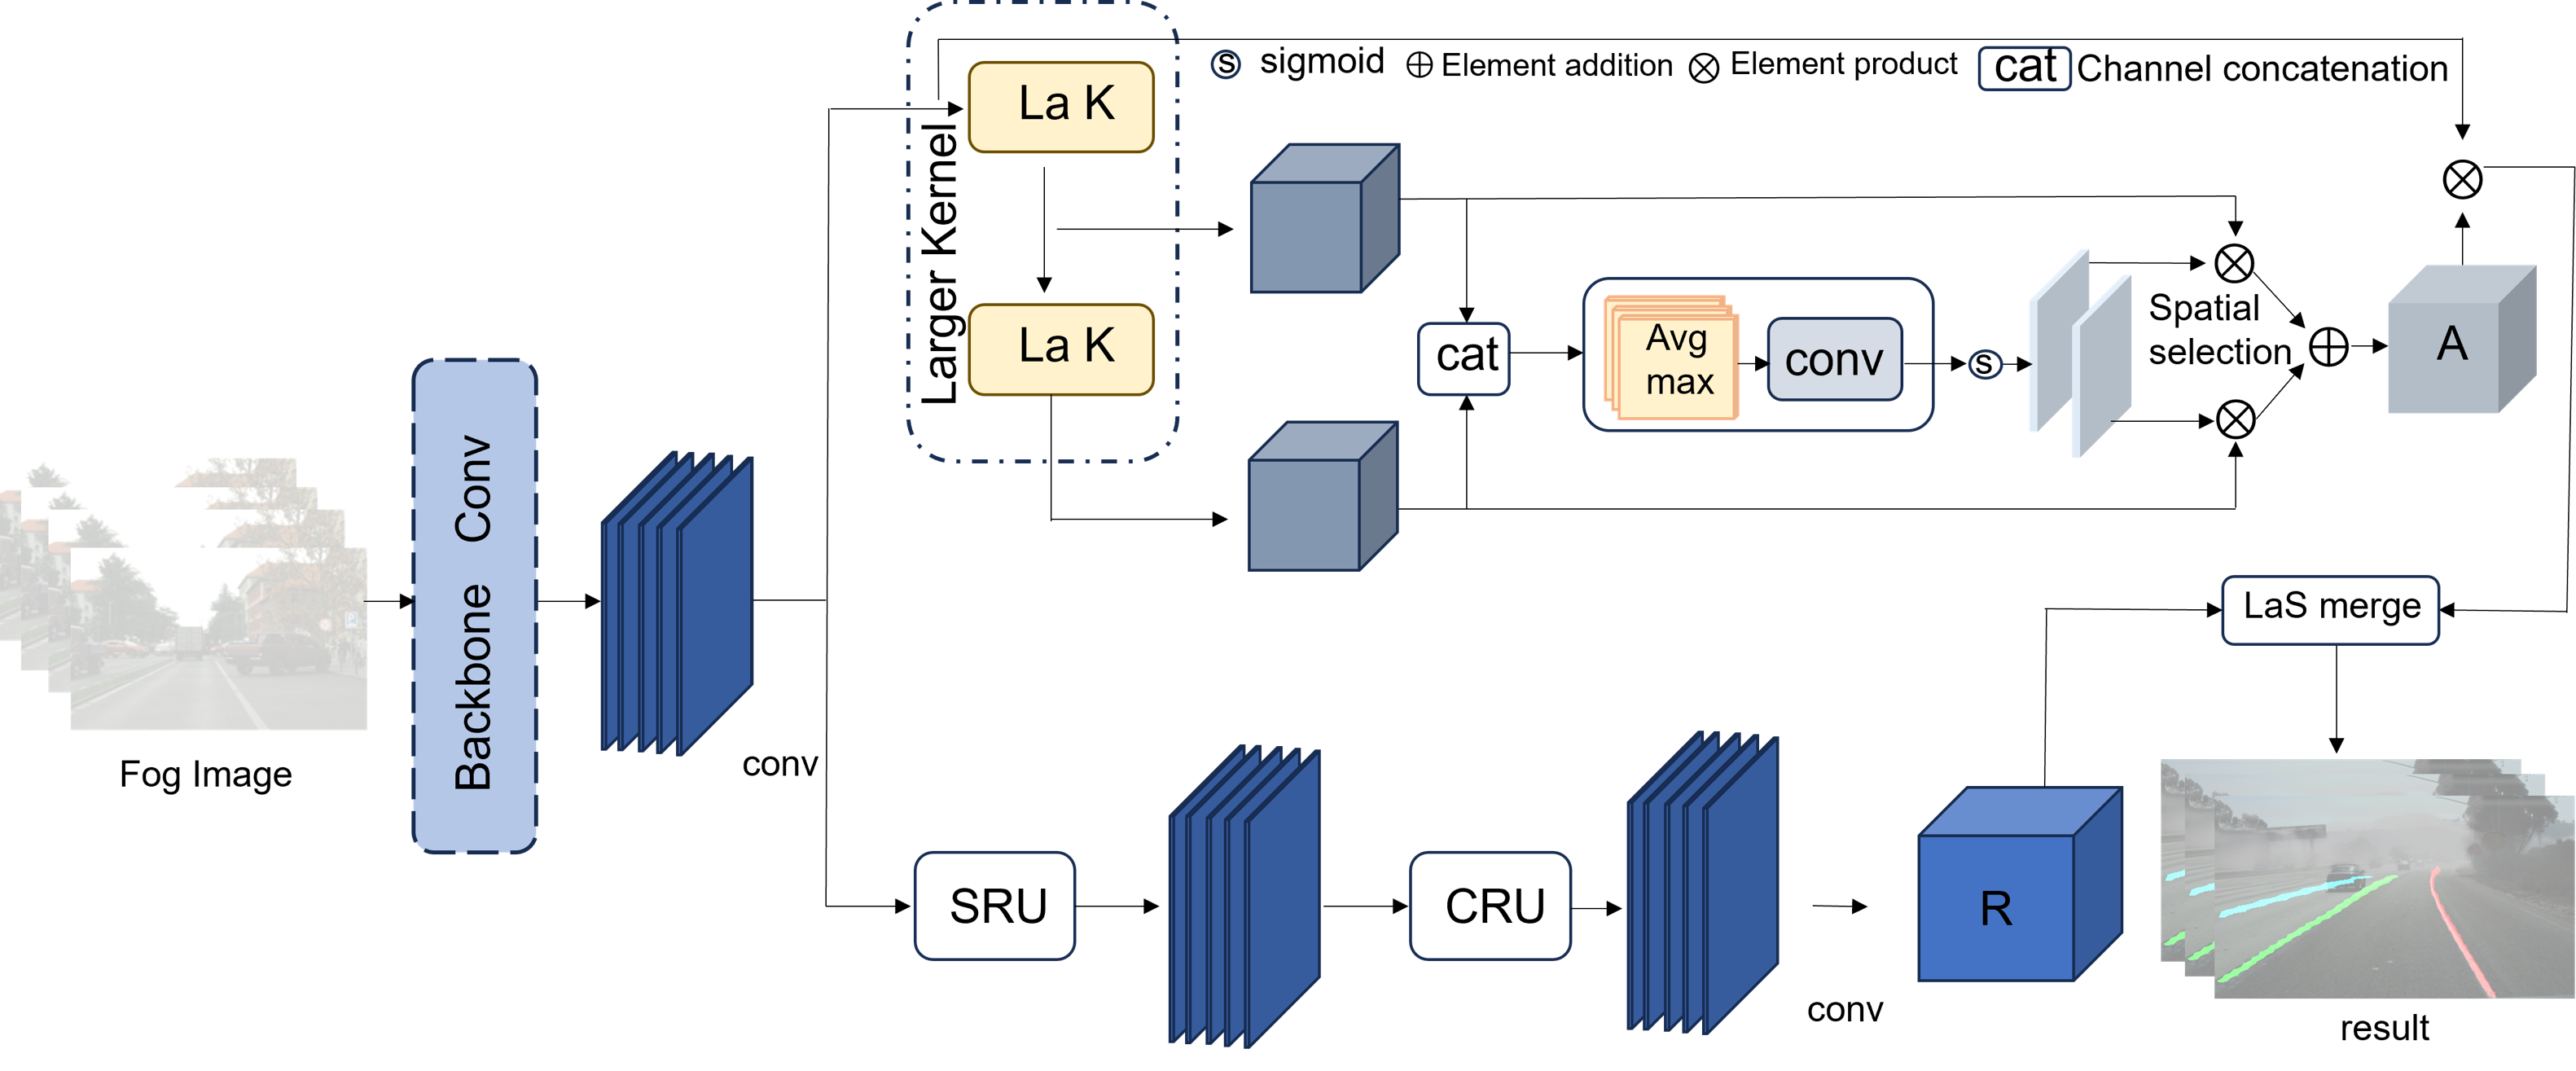 La K
S sigmoid
Element addition
Element product
cat Channel concatenation
Larger Kernel
La K
cat
Avg
max
conv
S
Spatial
selection
A
Backbone Conv
Fog Image
conv
LaS merge
SRU
CRU
conv
R
result